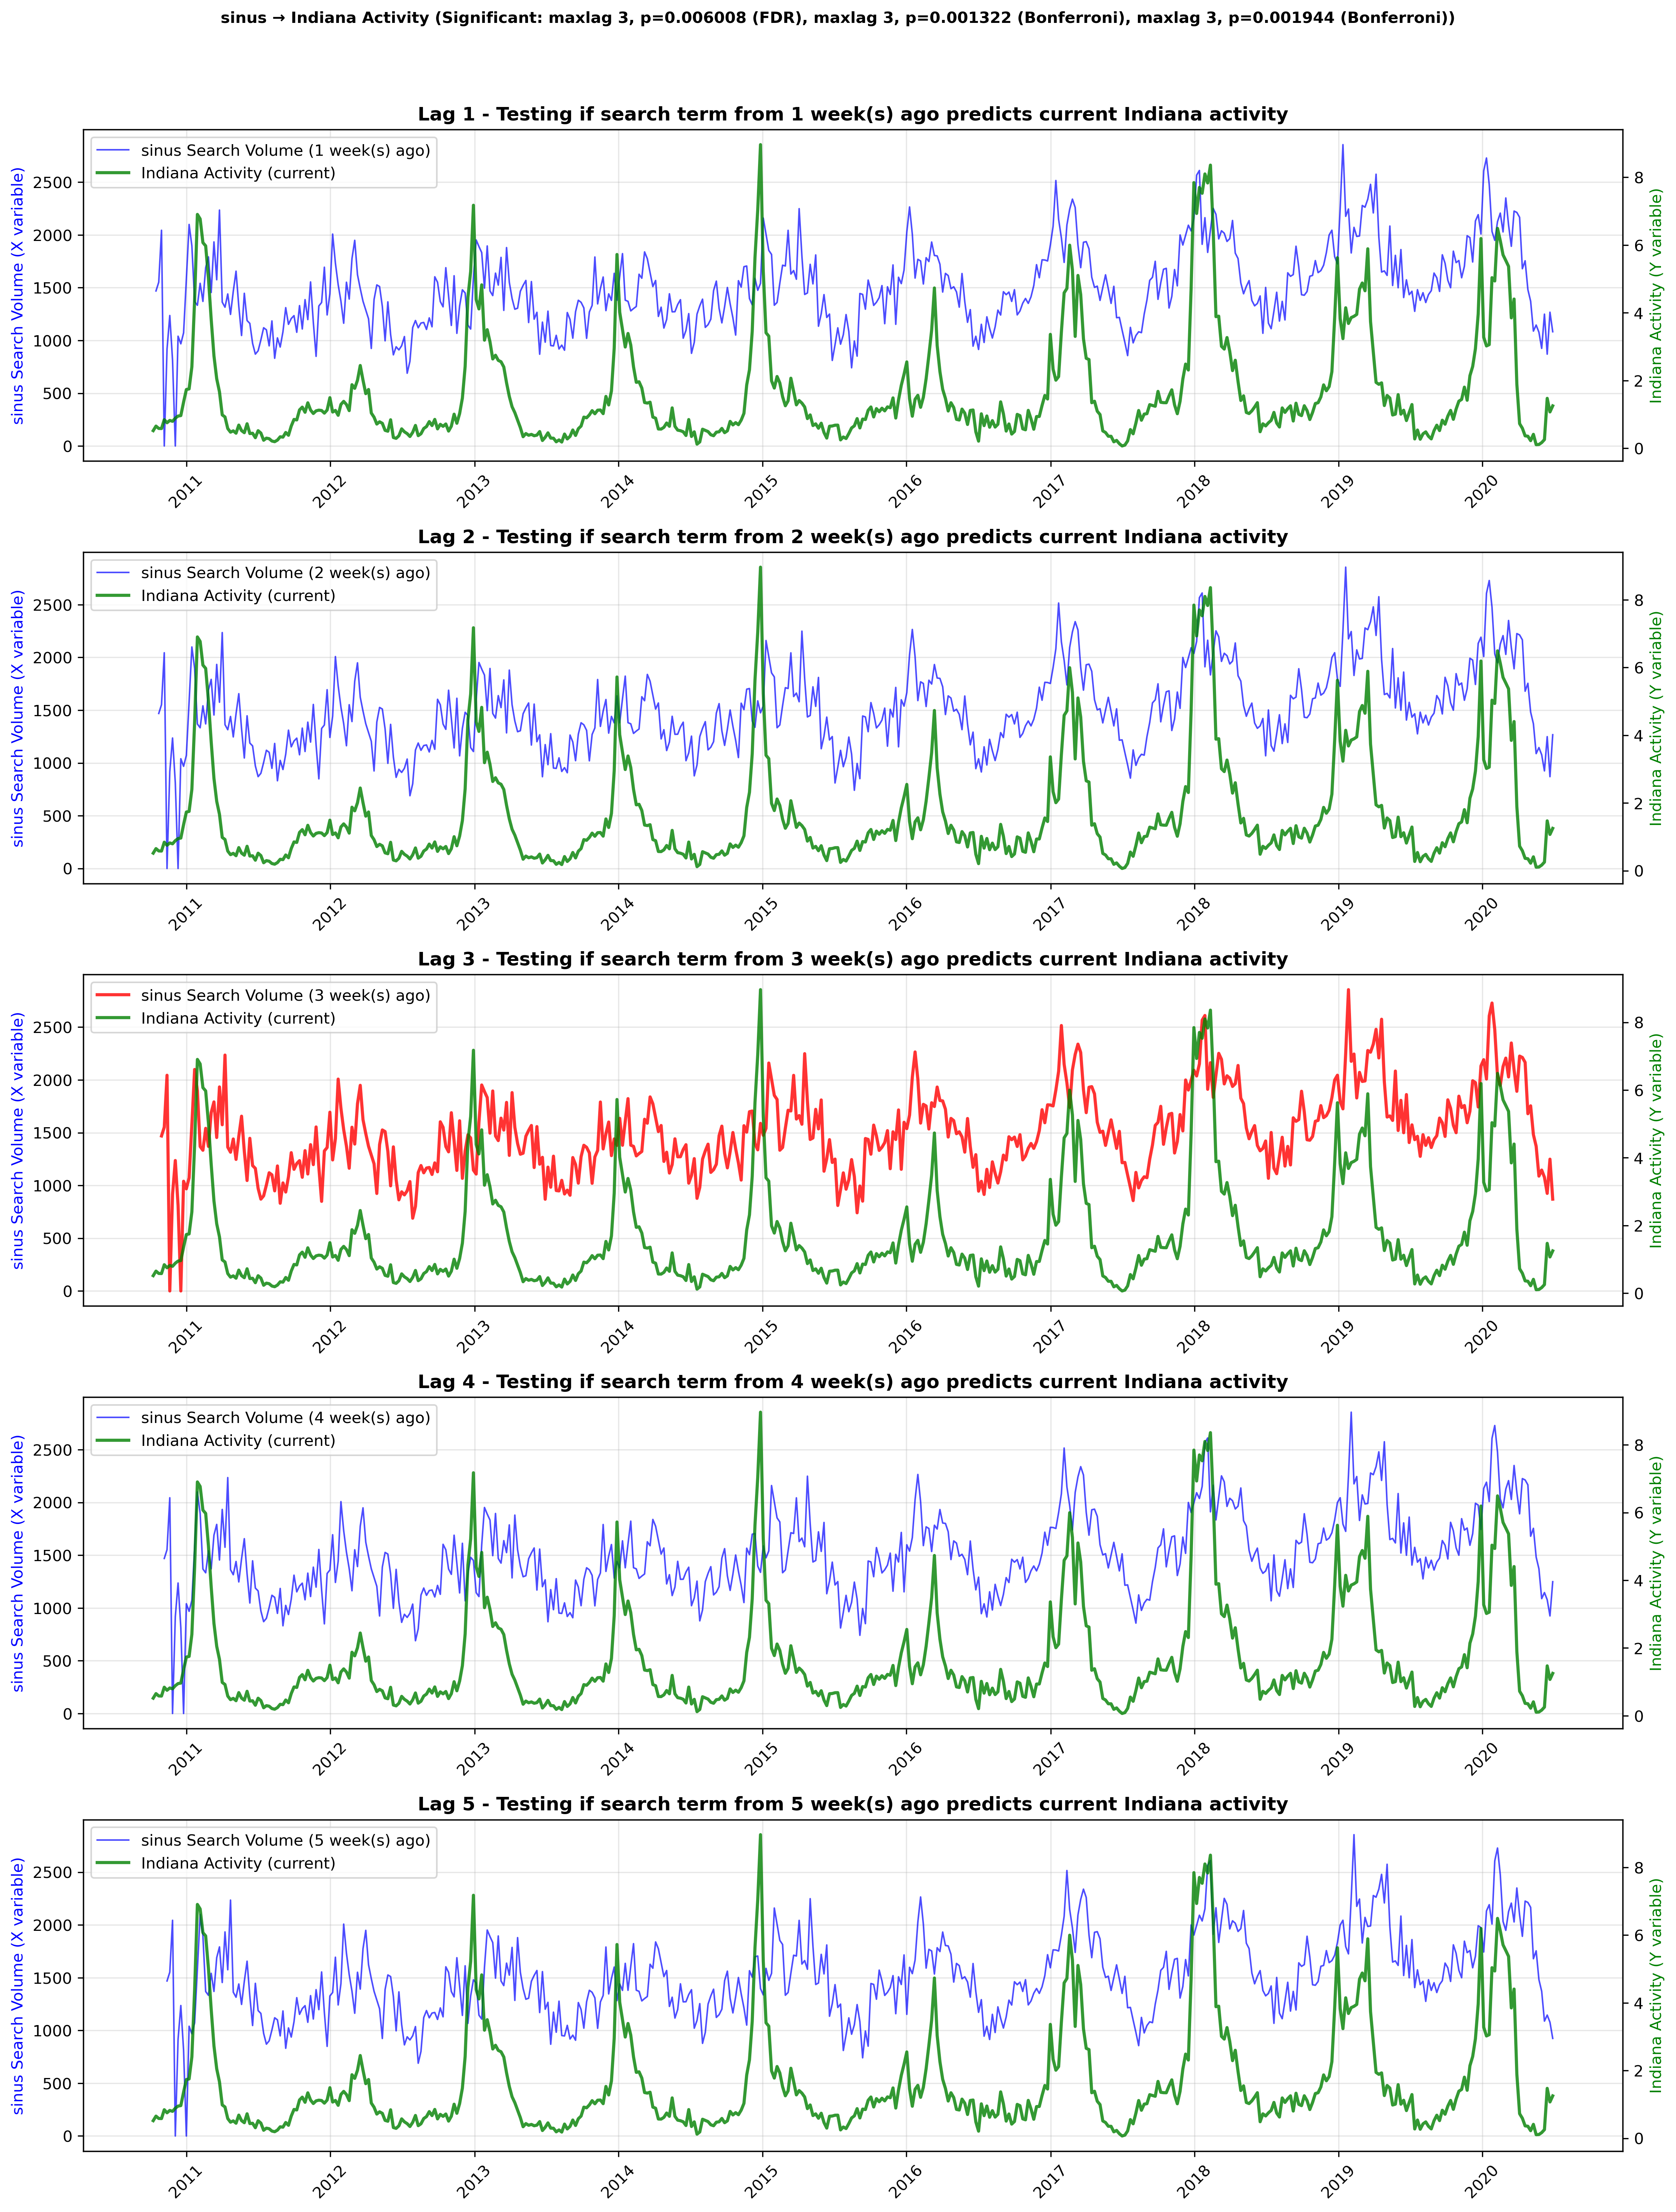 sinus → Indiana Activity (Significant: maxlag 3, p=0.006008 (FDR), maxlag 3, p=0.001322 (Bonferroni), maxlag 3, p=0.001944 (Bonferroni))
Lag 1 - Testing if search term from 1 week(s) ago predicts current Indiana activity
sinus Search Volume (1 week(s) ago)
Indiana Activity (current)
sinus Search Volume (X variable)
2500
2000
1500
1000
500
0
8
6
4
2
0
Indiana Activity (Y variable)
2011 2012 2013 2014 2015 2016 2017 2018 2019 2020
Lag 2 - Testing if search term from 2 week(s) ago predicts current Indiana activity
sinus Search Volume (2 week(s) ago)
Indiana Activity (current)
sinus Search Volume (X variable)
2500
2000
1500
1000
500
0
8
6
4
2
0
Indiana Activity (Y variable)
2011 2012 2013 2014 2015 2016 2017 2018 2019 2020
Lag 3 - Testing if search term from 3 week(s) ago predicts current Indiana activity
sinus Search Volume (3 week(s) ago)
Indiana Activity (current)
sinus Search Volume (X variable)
2500
2000
1500
1000
500
0
8
6
4
2
0
Indiana Activity (Y variable)
2011 2012 2013 2014 2015 2016 2017 2018 2019 2020
Lag 4 - Testing if search term from 4 week(s) ago predicts current Indiana activity
sinus Search Volume (4 week(s) ago)
Indiana Activity (current)
sinus Search Volume (X variable)
2500
2000
1500
1000
500
0
8
6
4
2
0
Indiana Activity (Y variable)
2011 2012 2013 2014 2015 2016 2017 2018 2019 2020
Lag 5 - Testing if search term from 5 week(s) ago predicts current Indiana activity
sinus Search Volume (5 week(s) ago)
Indiana Activity (current)
sinus Search Volume (X variable)
2500
2000
1500
1000
500
0
8
6
4
2
0
Indiana Activity (Y variable)
2011 2012 2013 2014 2015 2016 2017 2018 2019 2020